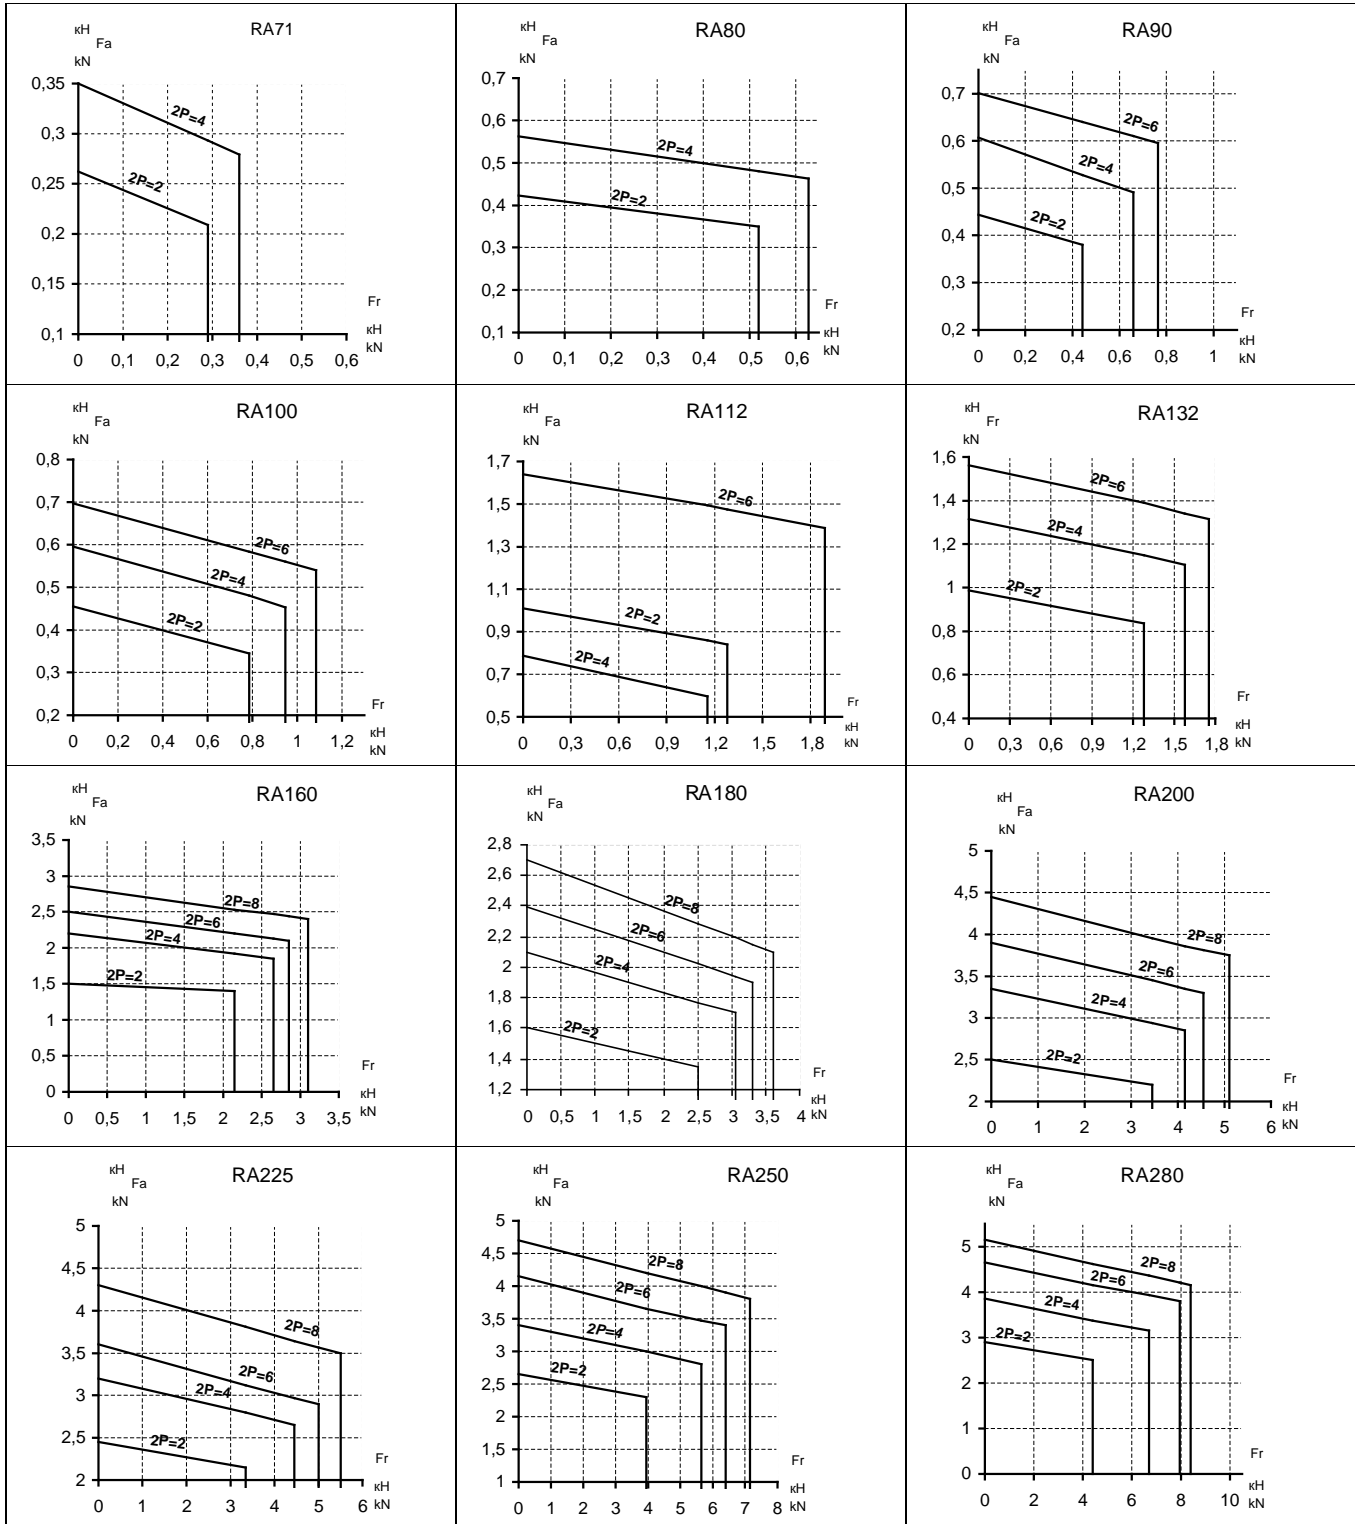 кН
Fa
kN
RA71
0,35
0,3
0,25
0,2
0,15
0,1
2P=4
2P=2
Fr
кН
kN
0 0,1 0,2 0,3 0,4 0,5 0,6
кН
Fa
kN
RA80
0,7
0,6
0,5
0,4
0,3
0,2
0,1
2P=4
2P=2
Fr
кН
kN
0 0,1 0,2 0,3 0,4 0,5 0,6
кН
Fa
kN
RA90
0,7
0,6
0,5
0,4
0,3
0,2
2P=6
2P=4
2P=2
Fr
кН
kN
0 0,2 0,4 0,6 0,8 1
кН
Fa
kN
RA100
0,8
0,7
0,6
0,5
0,4
0,3
0,2
2P=6
2P=4
2P=2
Fr
кН
kN
0 0,2 0,4 0,6 0,8 1 1,2
кН
Fa
kN
RA112
1,7
1,5
1,3
1,1
0,9
0,7
0,5
2P=6
2P=2
2P=4
Fr
кН
kN
0 0,3 0,6 0,9 1,2 1,5 1,8
кН
Fr
kN
RA132
1,6
1,4
1,2
1
0,8
0,6
0,4
2P=6
2P=4
2P=2
Fr
кН
kN
0 0,3 0,6 0,9 1,2 1,5 1,8
кН
Fa
kN
RA160
3,5
3
2,5
2
1,5
1
0,5
0
2P=8
2P=6
2P=4
2P=2
Fr
кН
kN
0 0,5 1 1,5 2 2,5 3 3,5
кН
Fa
kN
RA180
2,8
2,6
2,4
2,2
2
1,8
1,6
1,4
1,2
2P=8
2P=6
2P=4
2P=2
Fr
кН
kN
0 0,5 1 1,5 2 2,5 3 3,5 4
кН
Fa
kN
RA200
5
4,5
4
3,5
3
2,5
2
2P=8
2P=6
2P=4
2P=2
Fr
кН
kN
0 1 2 3 4 5 6
кН
Fa
kN
RA225
5
4,5
4
3,5
3
2,5
2
2P=8
2P=6
2P=4
2P=2
Fr
кН
kN
0 1 2 3 4 5 6
кН
Fa
kN
RA250
5
4,5
4
3,5
3
2,5
2
1,5
1
2P=8
2P=6
2P=4
2P=2
Fr
кН
kN
0 1 2 3 4 5 6 7 8
кН
Fa
kN
RA280
5
4
3
2
1
0
2P=8
2P=6
2P=4
2P=2
Fr
кН
kN
0 2 4 6 8 10